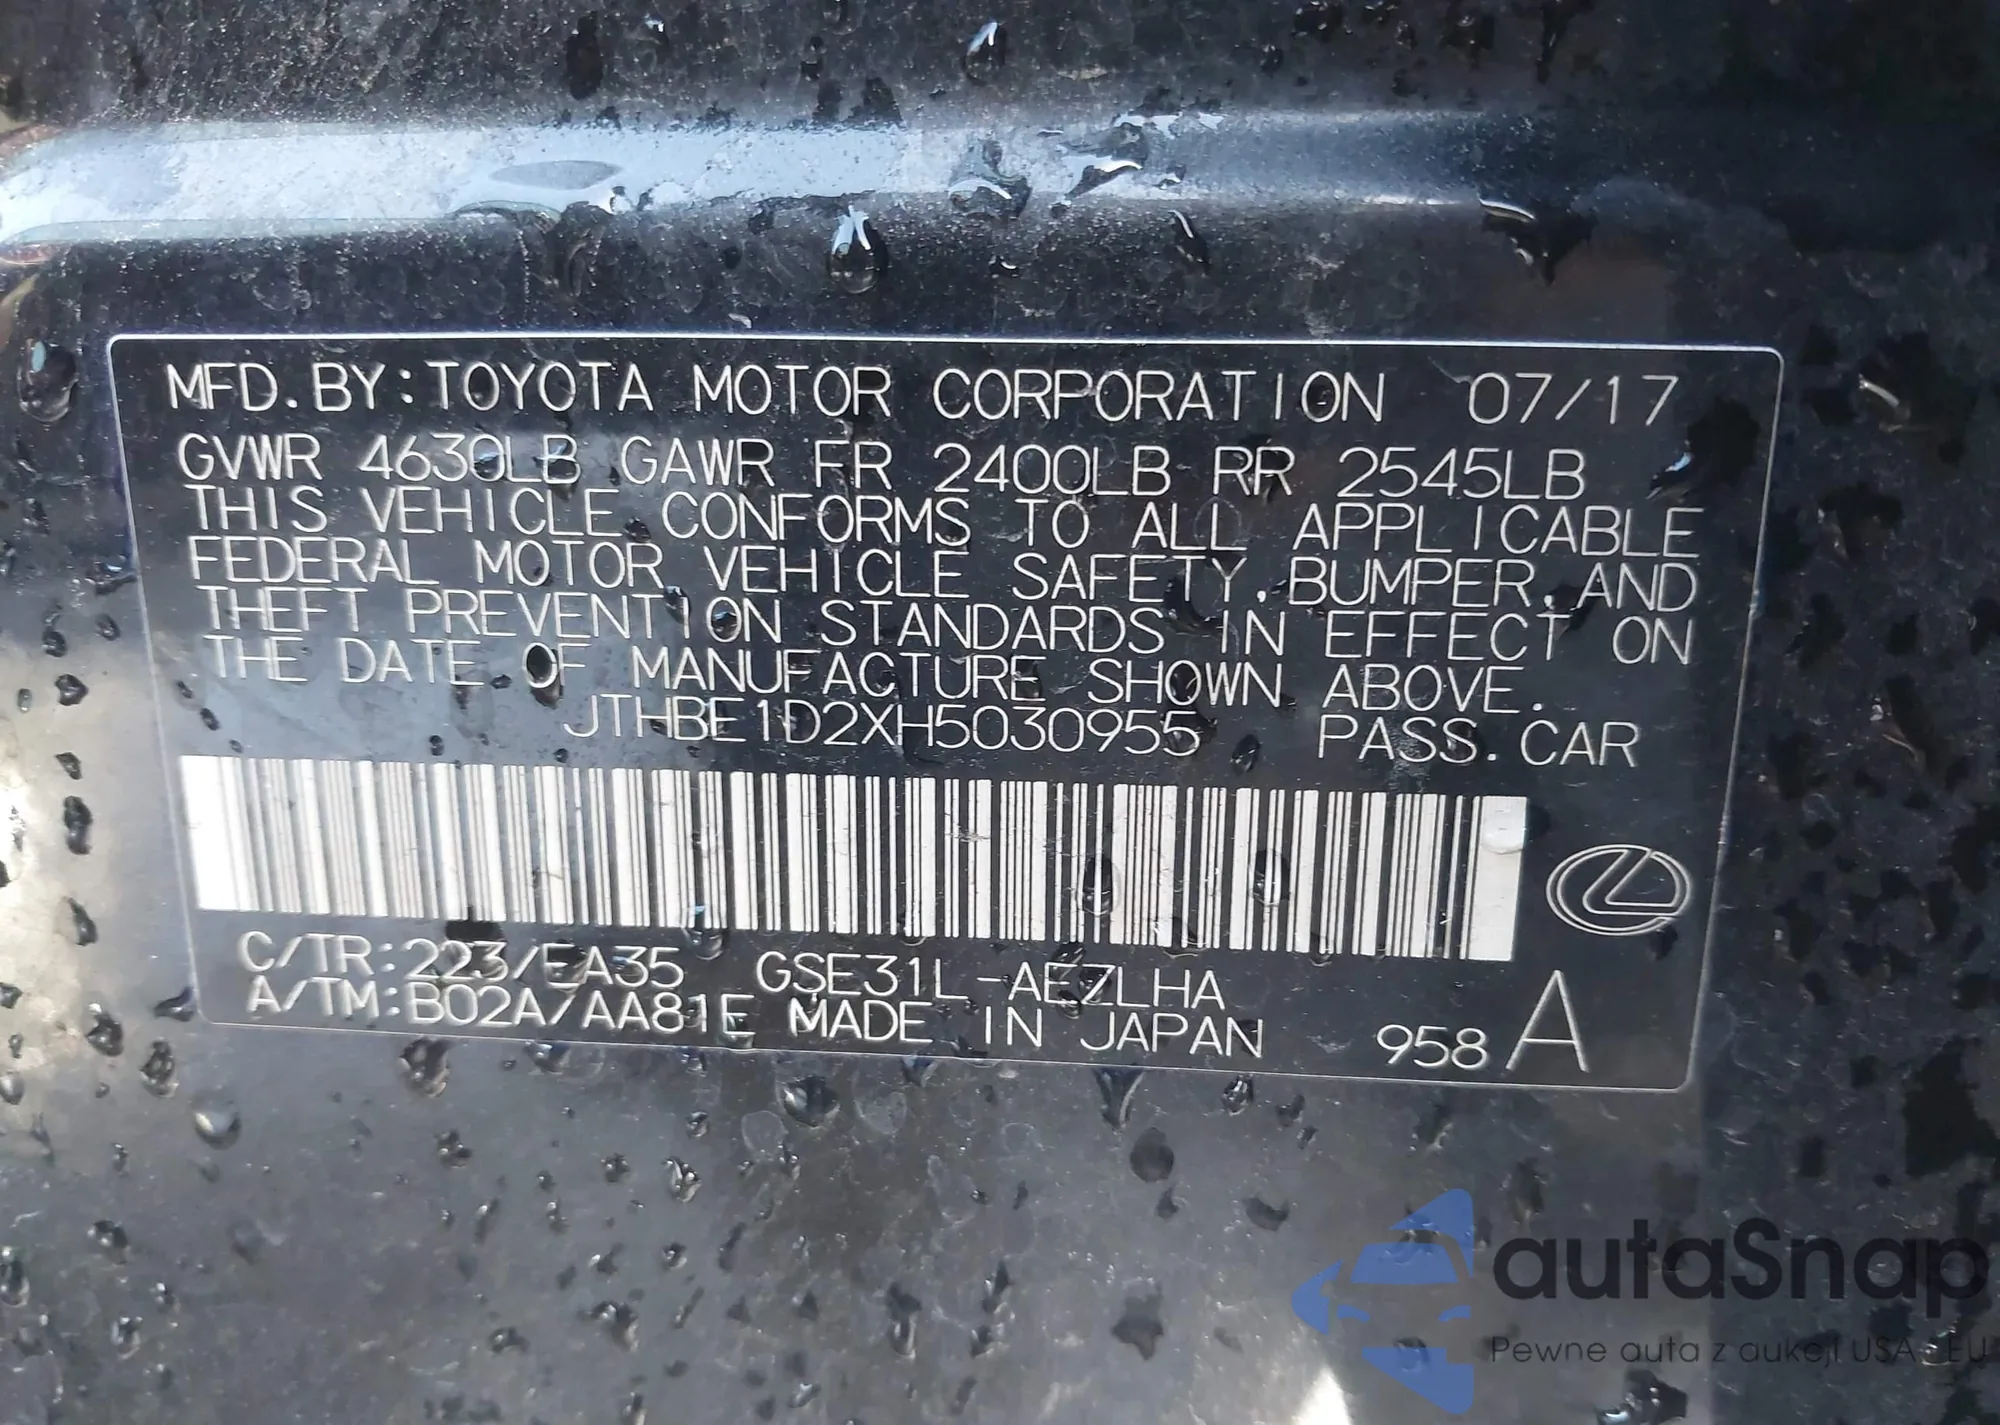 MFD. BY: TOYOTA MOTOR CORPORATION 07/17
GVWR 4630LB GAWR FR 2400LB RR 2545LB
THIS VEHICLE CONFORMS TO ALL APPLICABLE
FEDERAL MOTOR VEHICLE SAFETY, BUMPER, AND
THEFT PREVENTION STANDARDS IN EFFECT ON
THE DATE OF MANUFACTURE SHOWN ABOVE.
JTHBE1D2XH5030955 PASS. CAR
C/TR: 223/EA35 GSE31L-AEZLHA
A/TM: B02A/AA81E MADE IN JAPAN 958 A
autaSnap
Pewne auta z aukcji USA - EU